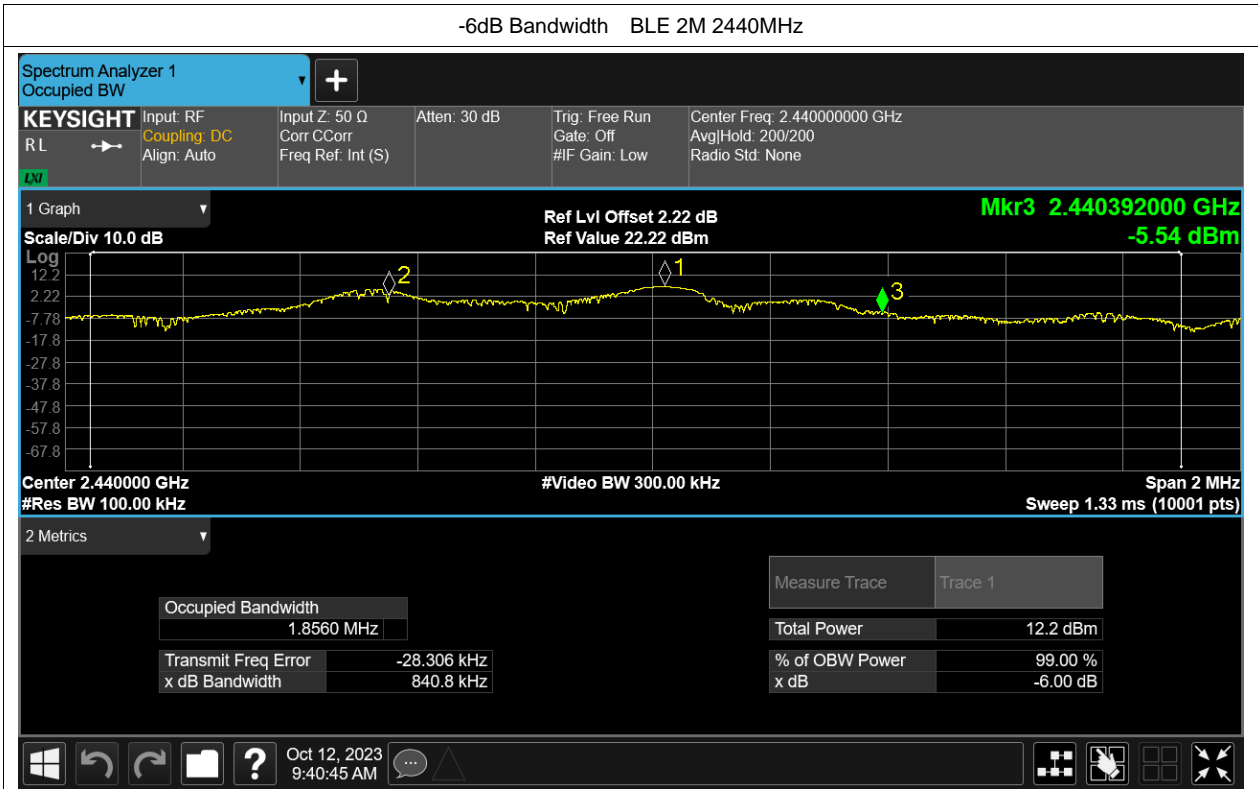 -6dB Bandwidth BLE 2M 2440MHz
Spectrum Analyzer 1
Occupied BW
KEYSIGHT
RL
LXI
Input: RF
Coupling: DC
Align: Auto
Input Z: 50 Ω
Corr CCorr
Freq Ref: Int (S)
Atten: 30 dB
Trig: Free Run
Gate: Off
#IF Gain: Low
Center Freq: 2.440000000 GHz
Avg|Hold: 200/200
Radio Std: None
1 Graph
Scale/Div 10.0 dB
Ref Lvl Offset 2.22 dB
Ref Value 22.22 dBm
Mkr3 2.440392000 GHz
-5.54 dBm
Log
12.2
2.22
-7.78
-17.8
-27.8
-37.8
-47.8
-57.8
-67.8
2
1
3
Center 2.440000 GHz
#Video BW 300.00 kHz
Span 2 MHz
#Res BW 100.00 kHz
Sweep 1.33 ms (10001 pts)
2 Metrics
Measure Trace Trace 1
Occupied Bandwidth
1.8560 MHz
Total Power 12.2 dBm
Transmit Freq Error -28.306 kHz
% of OBW Power 99.00 %
x dB Bandwidth 840.8 kHz
x dB -6.00 dB
?
Oct 12, 2023
9:40:45 AM